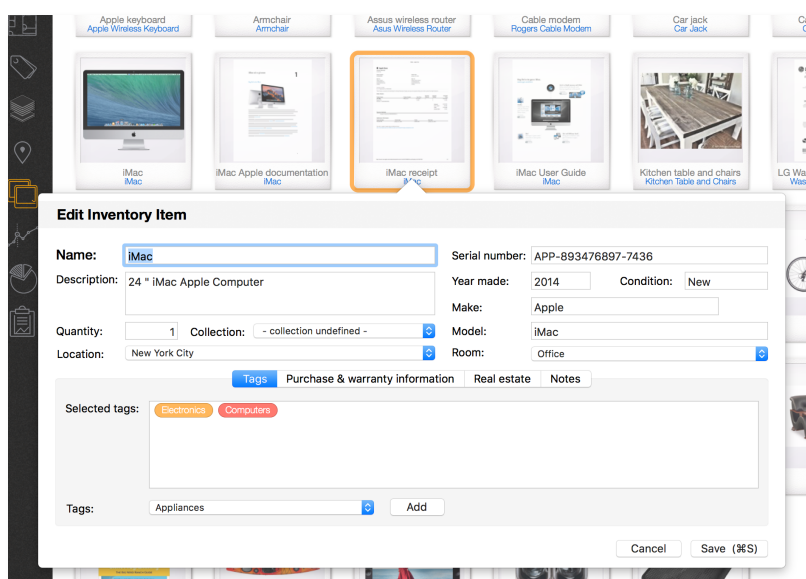 Apple keyboard
Apple Wireless Keyboard
Armchair
Armchair
Assus wireless router
Asus Wireless Router
Cable modem
Rogers Cable Modem
Car jack
Car Jack
iMac
iMac
iMac Apple documentation
iMac
iMac receipt
iMac
iMac User Guide
iMac
Kitchen table and chairs
Kitchen Table and Chairs
LG Wa
Was
Edit Inventory Item
Name: iMac
Serial number: APP-893476897-7436
Description: 24 " iMac Apple Computer
Year made: 2014 Condition: New
Make: Apple
Quantity: 1 Collection: - collection undefined -
Model: iMac
Location: New York City
Room: Office
Tags Purchase & warranty information Real estate Notes
Selected tags: Electronics Computers
Tags: Appliances Add
Cancel Save (⌘S)